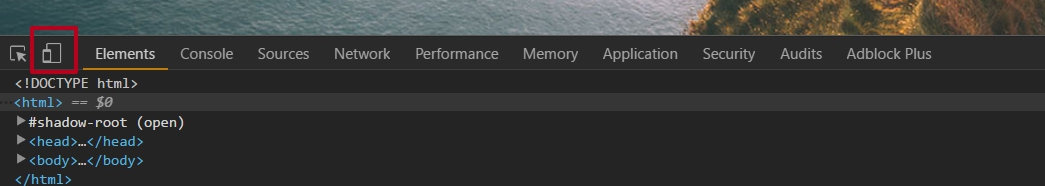 Elements Console Sources Network Performance Memory Application Security Audits Adblock Plus
<!DOCTYPE html>
…<html> == $0
▶#shadow-root (open)
▶<head>…</head>
▶<body>…</body>
</html>